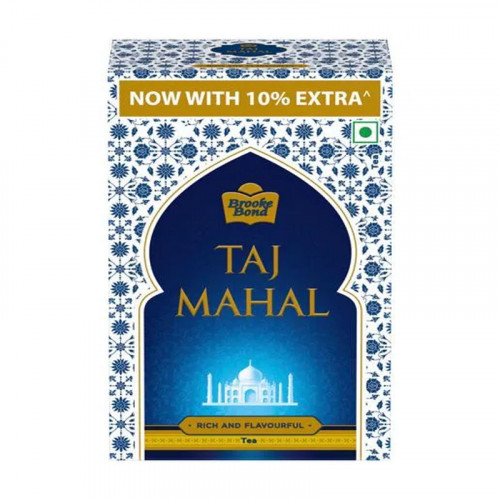 NOW WITH 10% EXTRA^
Brooke
Bond
TAJ
MAHAL
• RICH AND FLAVOURFUL •
Tea